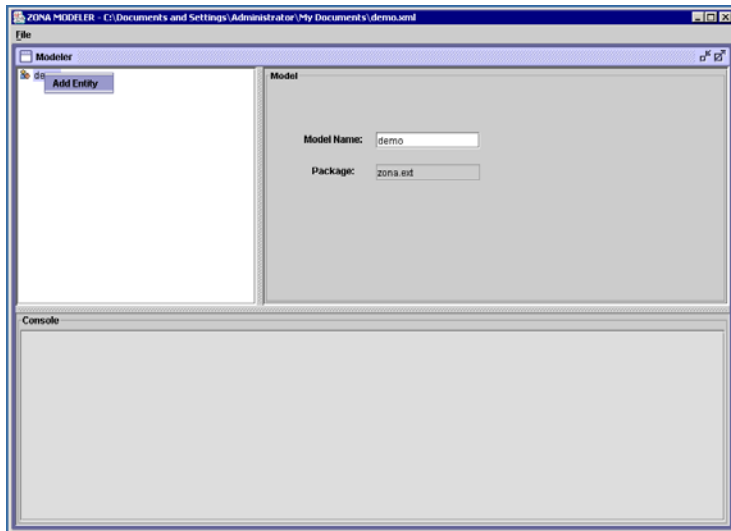 ZONA MODELER - C:\Documents and Settings\Administrator\My Documents\demo.xml
File
Modeler
de
Add Entity
Model
Model Name: demo
Package: zona.ext
Console